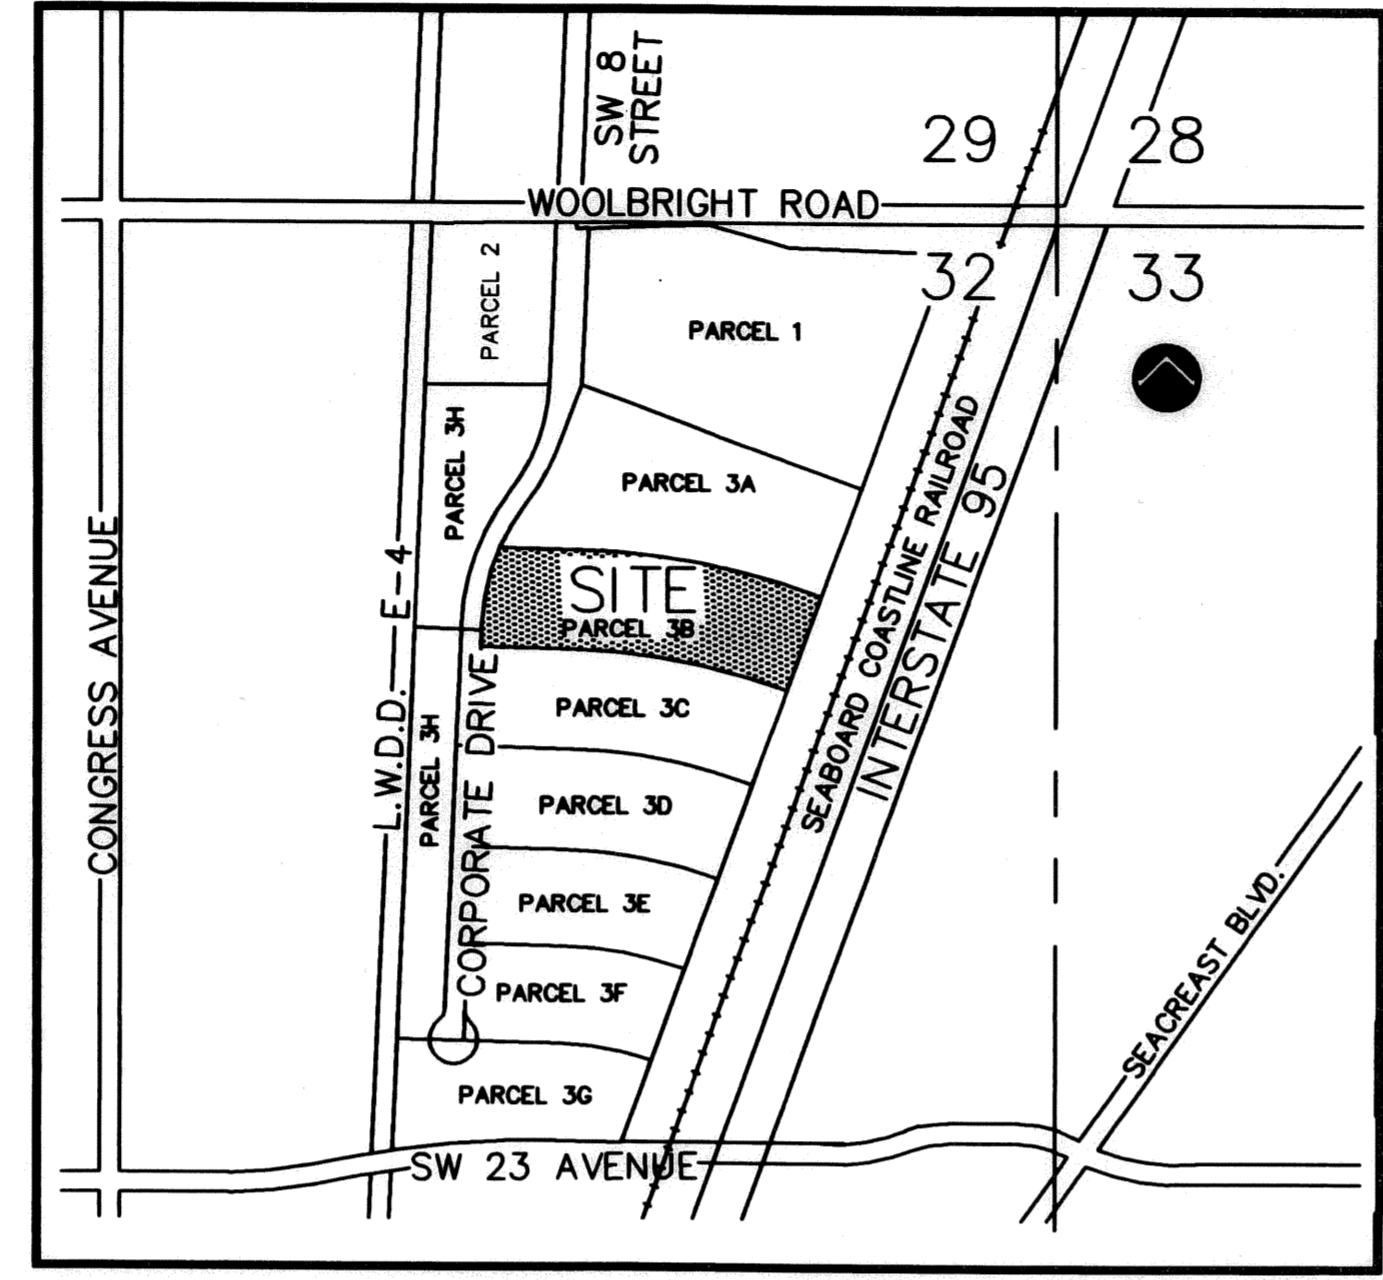 SW 8
STREET
29
28
WOOLBRIGHT ROAD
32
33
PARCEL 2
PARCEL 1
PARCEL 3H
PARCEL 3A
SITE
PARCEL 3B
CONGRESS AVENUE
L.W.D.D. E-4
PARCEL 3H
CORPORATE DRIVE
PARCEL 3C
PARCEL 3D
PARCEL 3E
PARCEL 3F
PARCEL 3G
SEABOARD COASTLINE RAILROAD
INTERSTATE 95
SEACREAST BLVD.
SW 23 AVENUE